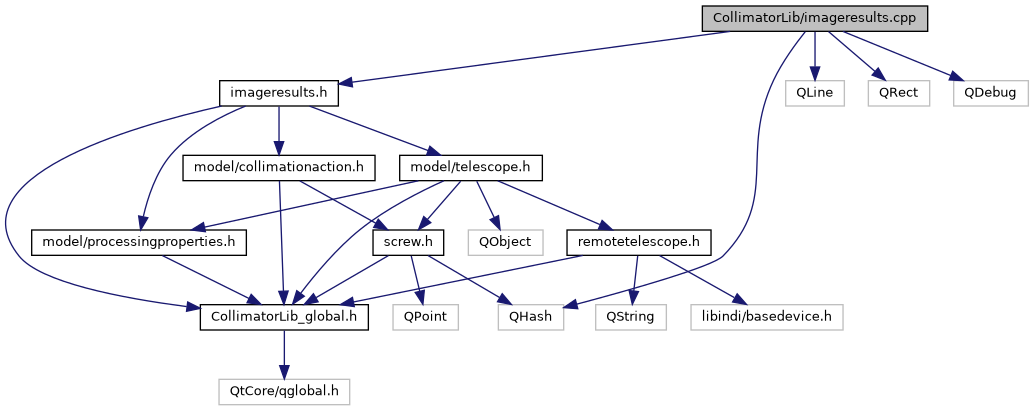 CollimatorLib/imageresults.cpp
imageresults.h
QLine
QRect
QDebug
model/collimationaction.h
model/telescope.h
model/processingproperties.h
screw.h
QObject
remotetelescope.h
CollimatorLib_global.h
QPoint
QHash
QString
libindi/basedevice.h
QtCore/qglobal.h